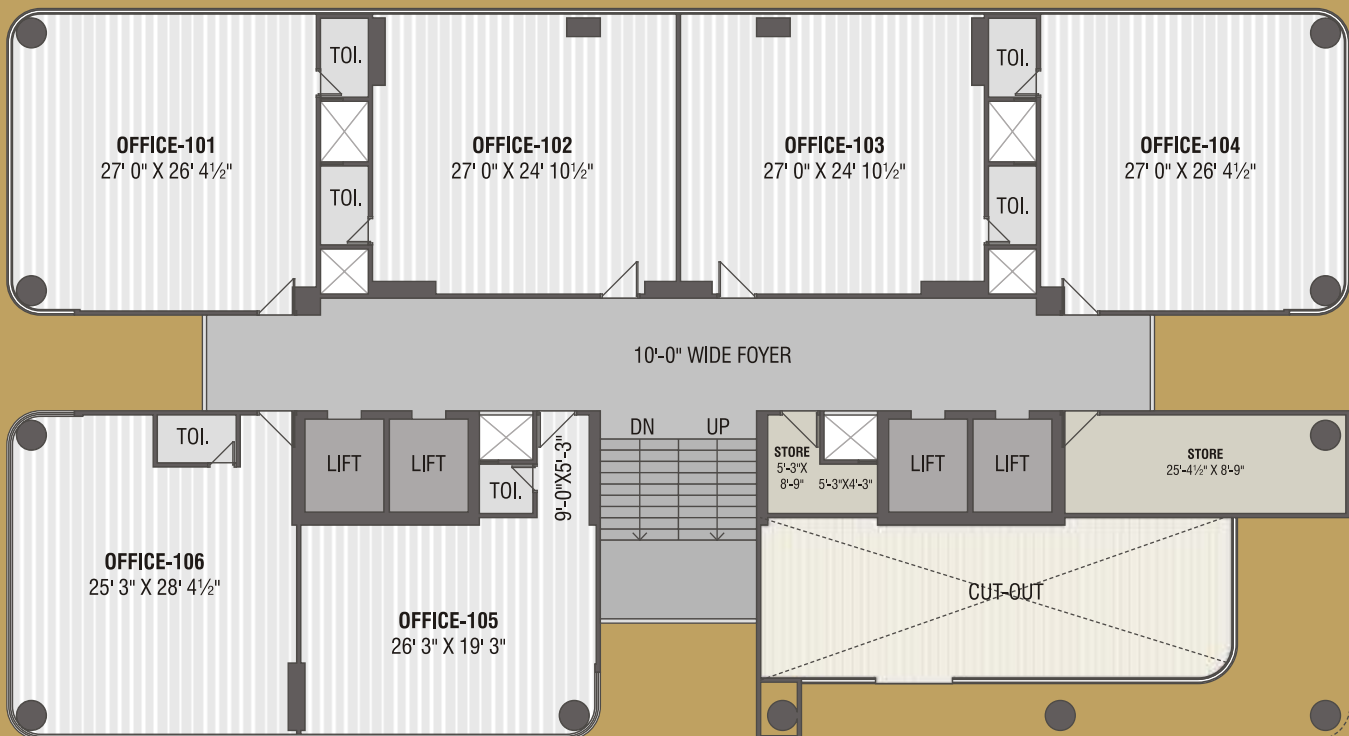 TOI.
TOI.
OFFICE-101
27' 0" X 26' 4½"
OFFICE-102
27' 0" X 24' 10½"
OFFICE-103
27' 0" X 24' 10½"
OFFICE-104
27' 0" X 26' 4½"
TOI.
TOI.
10'-0" WIDE FOYER
TOI.
LIFT
LIFT
TOI.
9'-0"X5'-3"
DN
UP
STORE
5'-3"X
8'-9"
5'-3"X4'-3"
LIFT
LIFT
STORE
25'-4½" X 8'-9"
OFFICE-106
25' 3" X 28' 4½"
OFFICE-105
26' 3" X 19' 3"
CUT-OUT